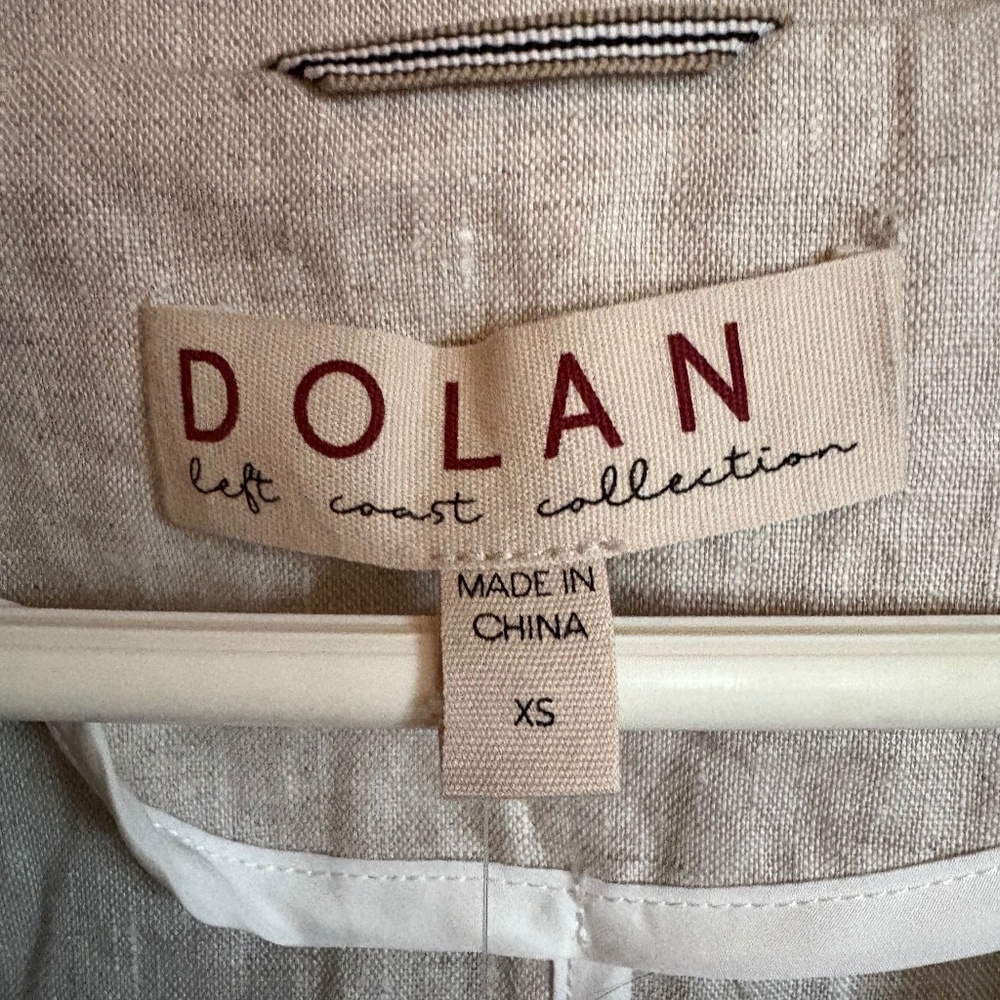 DOLAN
left coast collection
MADE IN
CHINA
XS